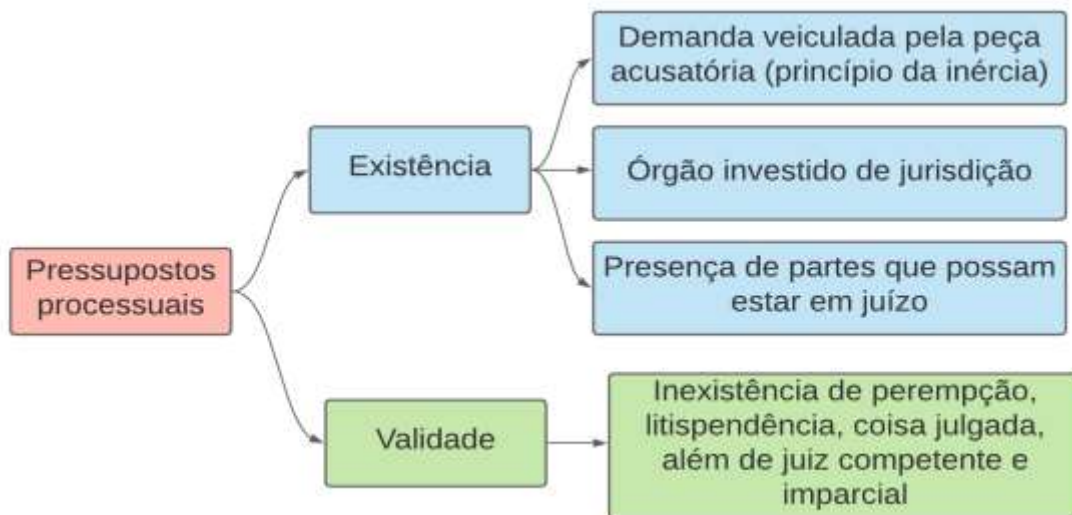 Demanda veiculada pela peça
acusatória (princípio da inércia)
Existência
Órgão investido de jurisdição
Presença de partes que possam
estar em juízo
Pressupostos
processuais
Validade
Inexistência de perempção,
litispendência, coisa julgada,
além de juiz competente e
imparcial